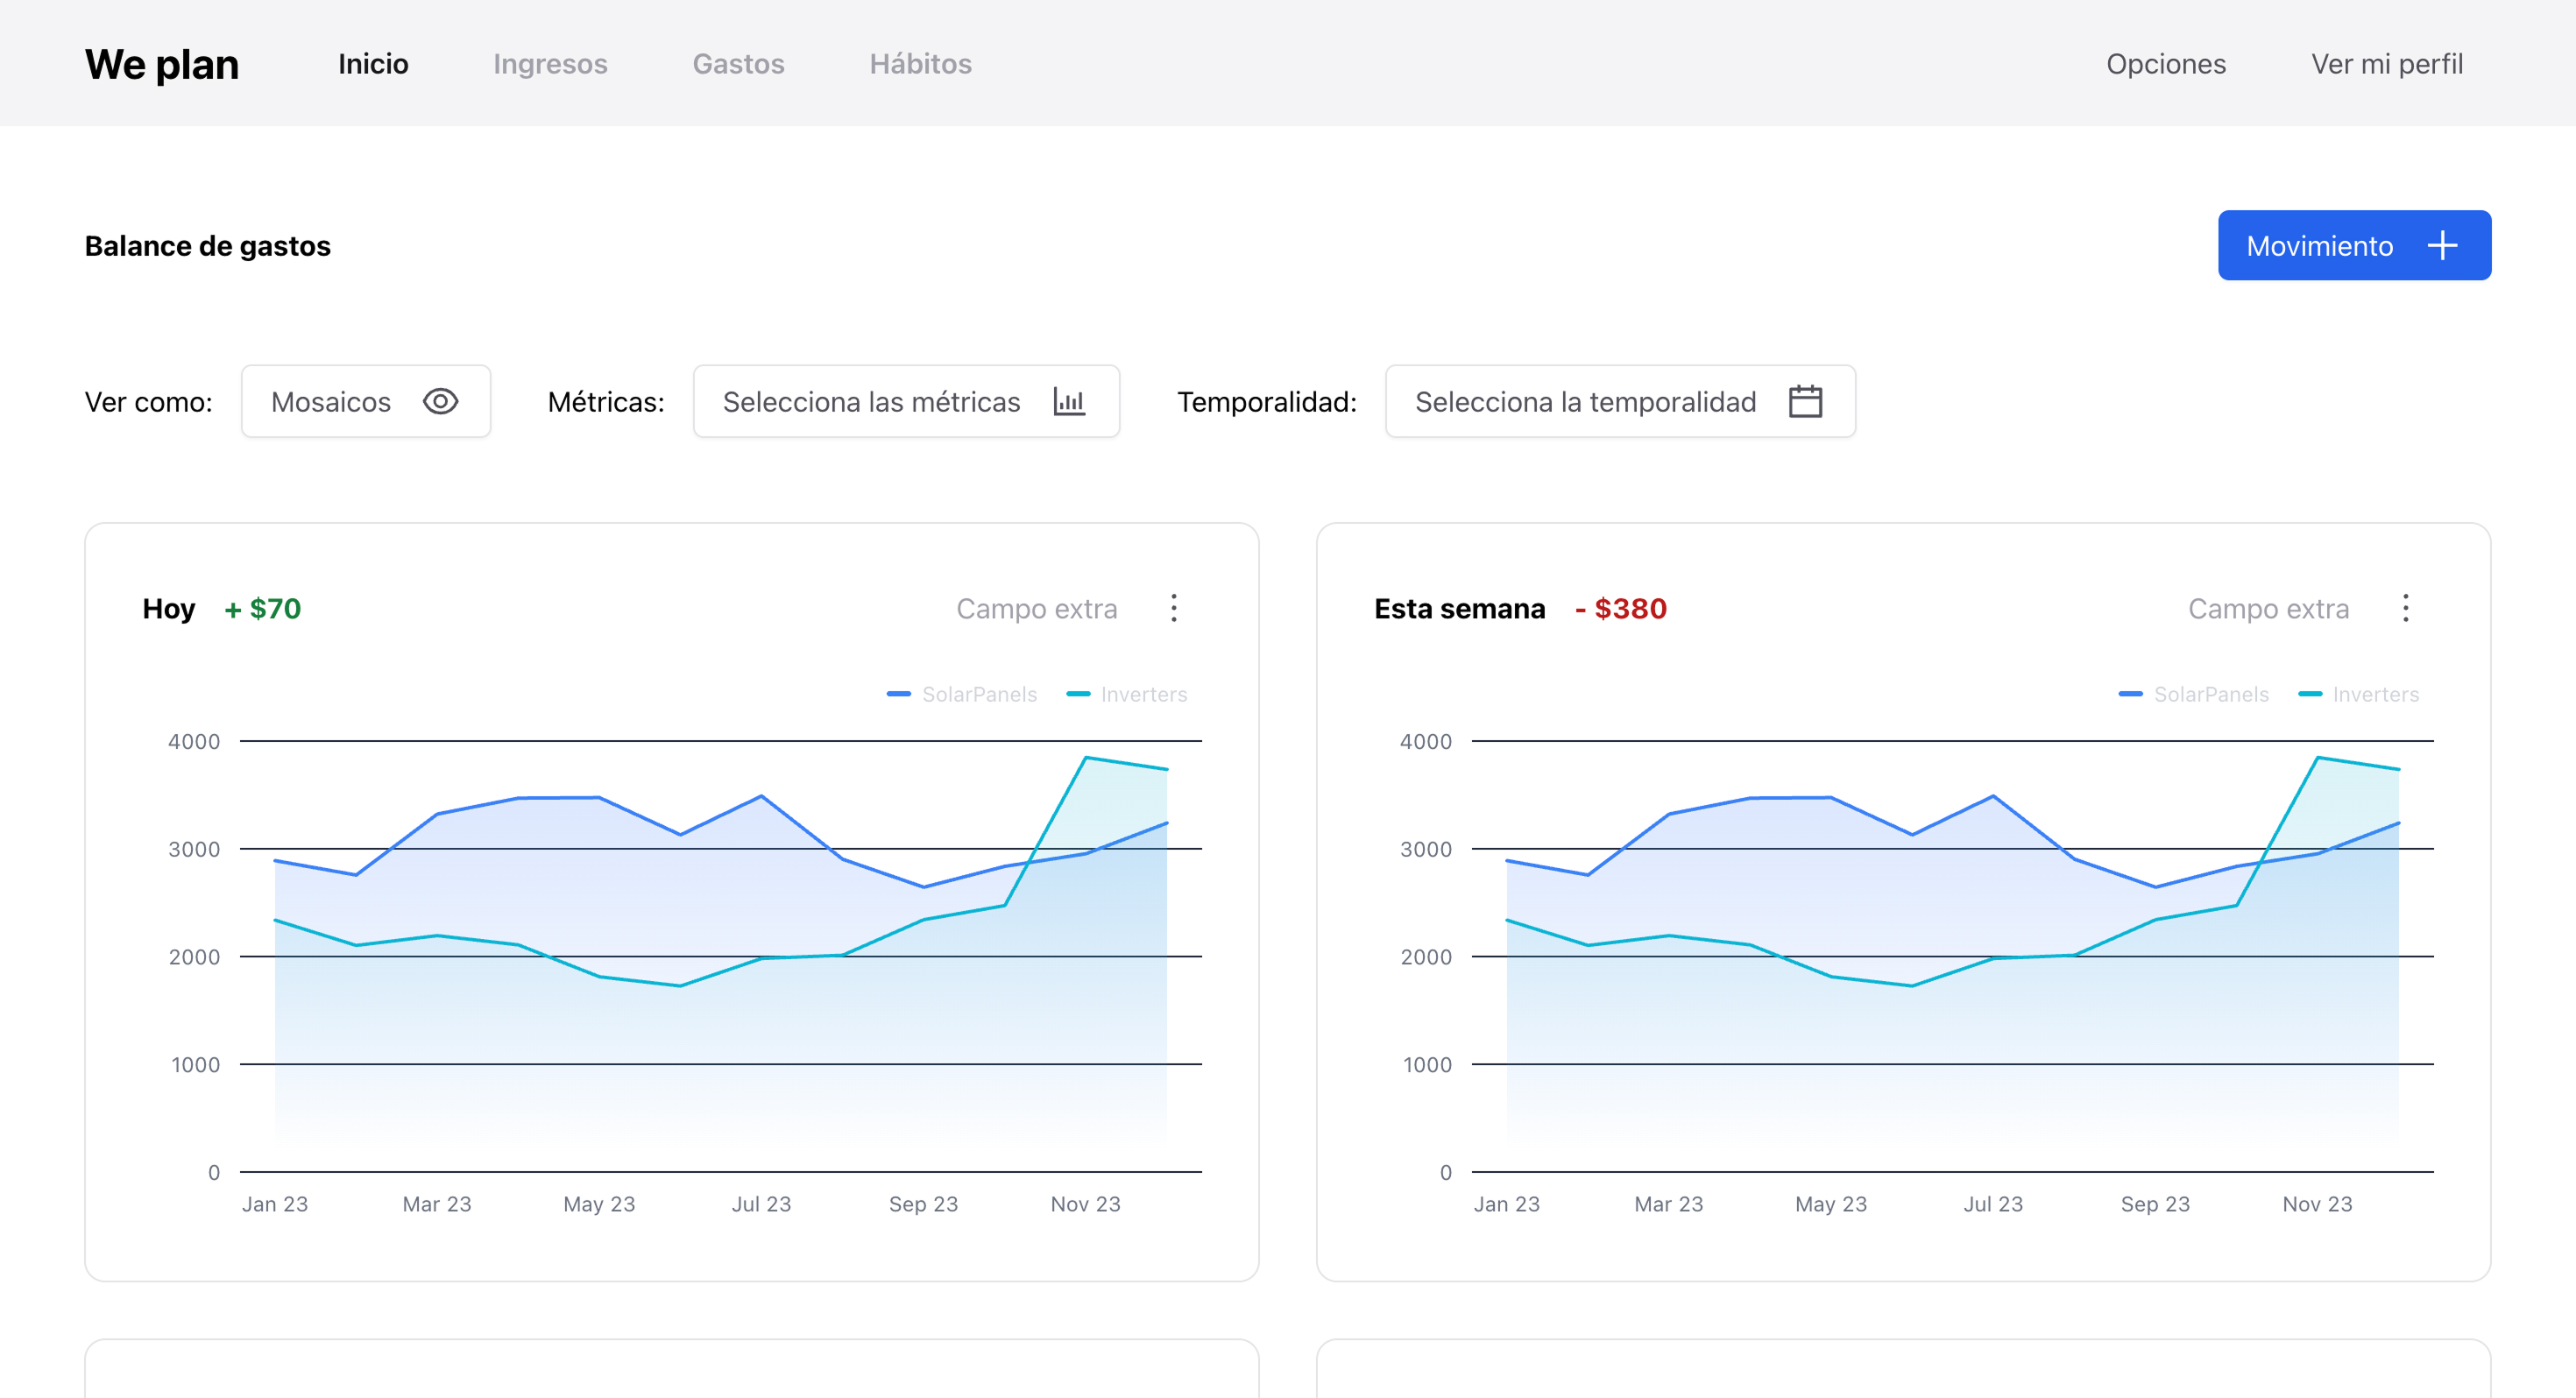 We plan Inicio Ingresos Gastos Hábitos Opciones Ver mi perfil
Balance de gastos Movimiento
Ver como: Mosaicos Métricas: Selecciona las métricas Temporalidad: Selecciona la temporalidad
Hoy + $70 Campo extra
SolarPanels Inverters
4000
3000
2000
1000
0
Jan 23 Mar 23 May 23 Jul 23 Sep 23 Nov 23
Esta semana - $380 Campo extra
SolarPanels Inverters
4000
3000
2000
1000
0
Jan 23 Mar 23 May 23 Jul 23 Sep 23 Nov 23